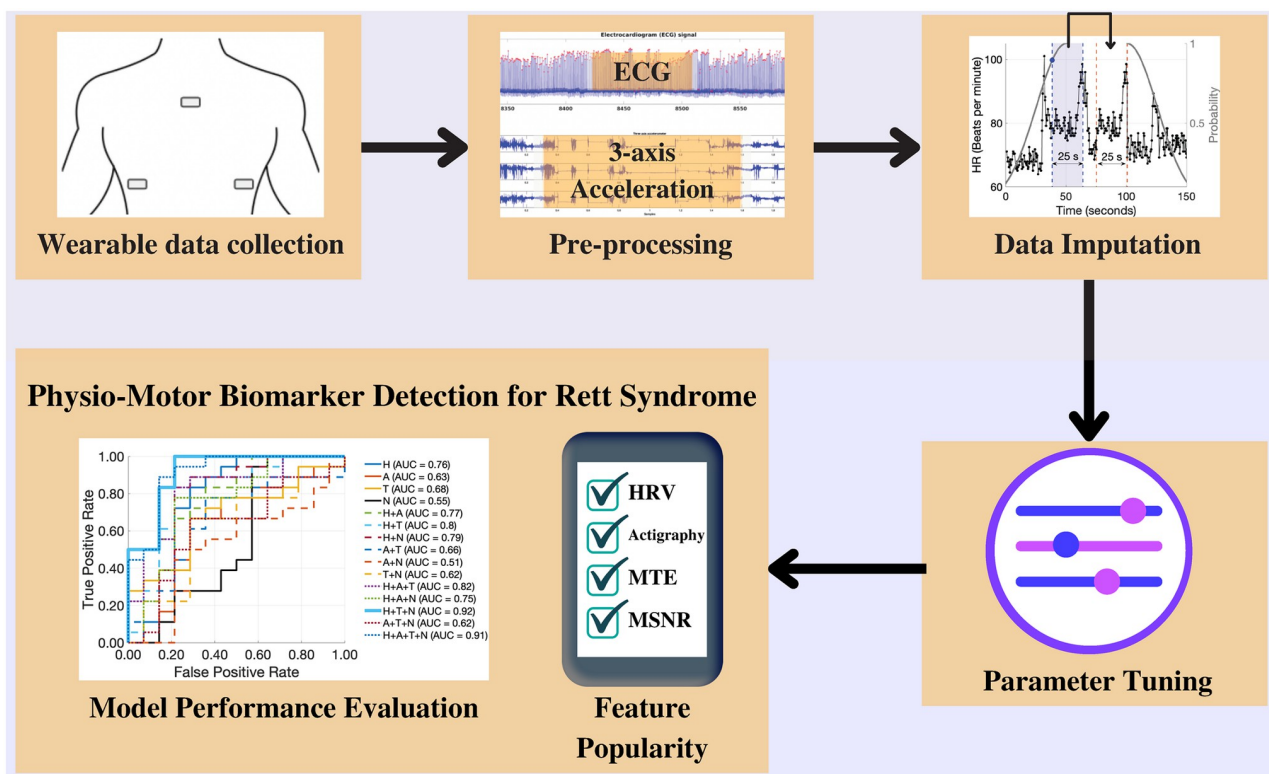 Electrocardiogram (ECG) signal
ECG
8350 8400 8450 8500 8550
3-axis
Acceleration
Wearable data collection
Pre-processing
HR (Beats per minute)
100
80
60
1
0.5
Probability
25 s 25 s
0 50 100 150
Time (seconds)
Data Imputation
Physio-Motor Biomarker Detection for Rett Syndrome
True Positive Rate
1.00
0.80
0.60
0.40
0.20
0.00
0.00 0.20 0.40 0.60 0.80 1.00
False Positive Rate
H (AUC = 0.76)
A (AUC = 0.63)
T (AUC = 0.68)
N (AUC = 0.55)
H+A (AUC = 0.77)
H+T (AUC = 0.8)
H+N (AUC = 0.79)
A+T (AUC = 0.66)
A+N (AUC = 0.51)
T+N (AUC = 0.62)
H+A+T (AUC = 0.82)
H+A+N (AUC = 0.75)
H+T+N (AUC = 0.92)
A+T+N (AUC = 0.62)
H+A+T+N (AUC = 0.91)
Model Performance Evaluation
HRV
Actigraphy
MTE
MSNR
Feature
Popularity
Parameter Tuning